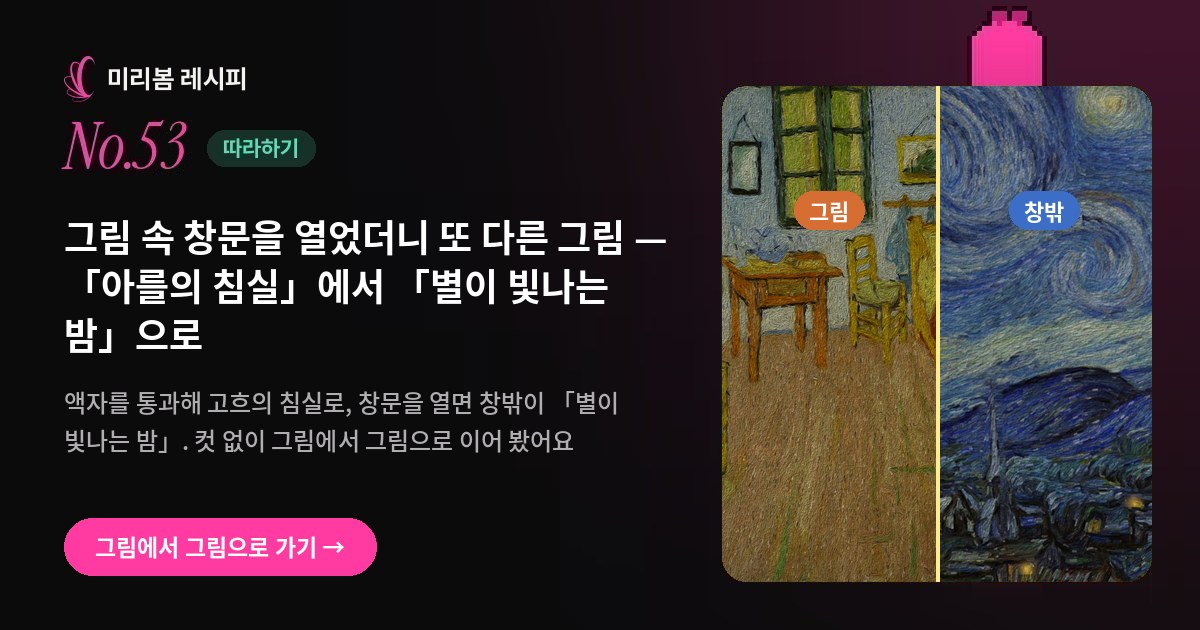 미리봄 레시피
No.53
따라하기
그림 속 창문을 열었더니 또 다른 그림 —
「아를의 침실」에서 「별이 빛나는
밤」으로
액자를 통과해 고흐의 침실로, 창문을 열면 창밖이 「별이
빛나는 밤」. 컷 없이 그림에서 그림으로 이어 봤어요
그림에서 그림으로 가기 →
그림
창밖